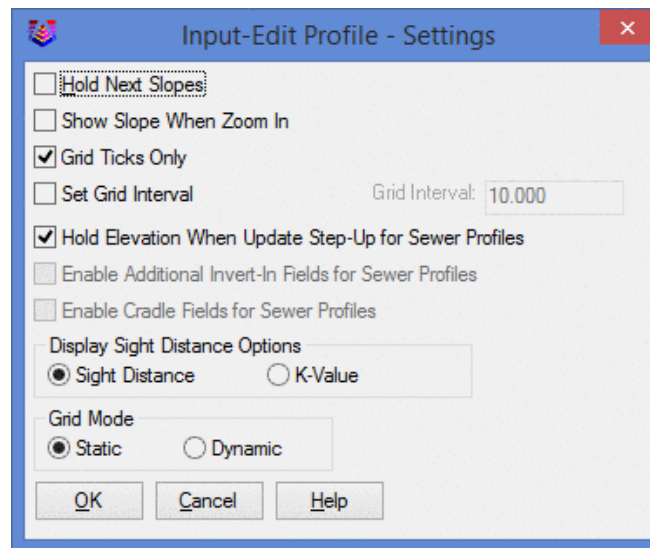 Input-Edit Profile - Settings
Hold Next Slopes
Show Slope When Zoom In
Grid Ticks Only
Set Grid Interval Grid Interval: 10.000
Hold Elevation When Update Step-Up for Sewer Profiles
Enable Additional Invert-In Fields for Sewer Profiles
Enable Cradle Fields for Sewer Profiles
Display Sight Distance Options
Sight Distance K-Value
Grid Mode
Static Dynamic
OK Cancel Help